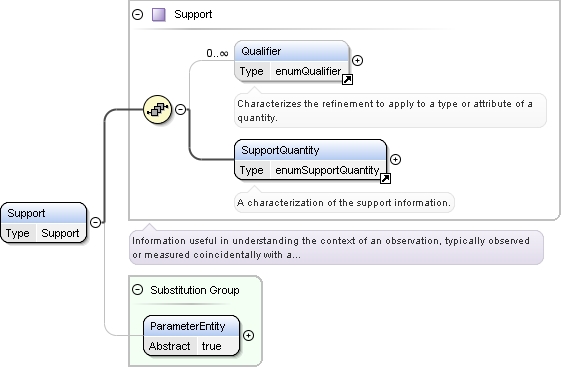 Support
0..∞
Qualifier
Type enumQualifier
Characterizes the refinement to apply to a type or attribute of a
quantity.
SupportQuantity
Type enumSupportQuantity
A characterization of the support information.
Support
Type Support
Information useful in understanding the context of an observation, typically observed
or measured coincidentally with a...
Substitution Group
ParameterEntity
Abstract true